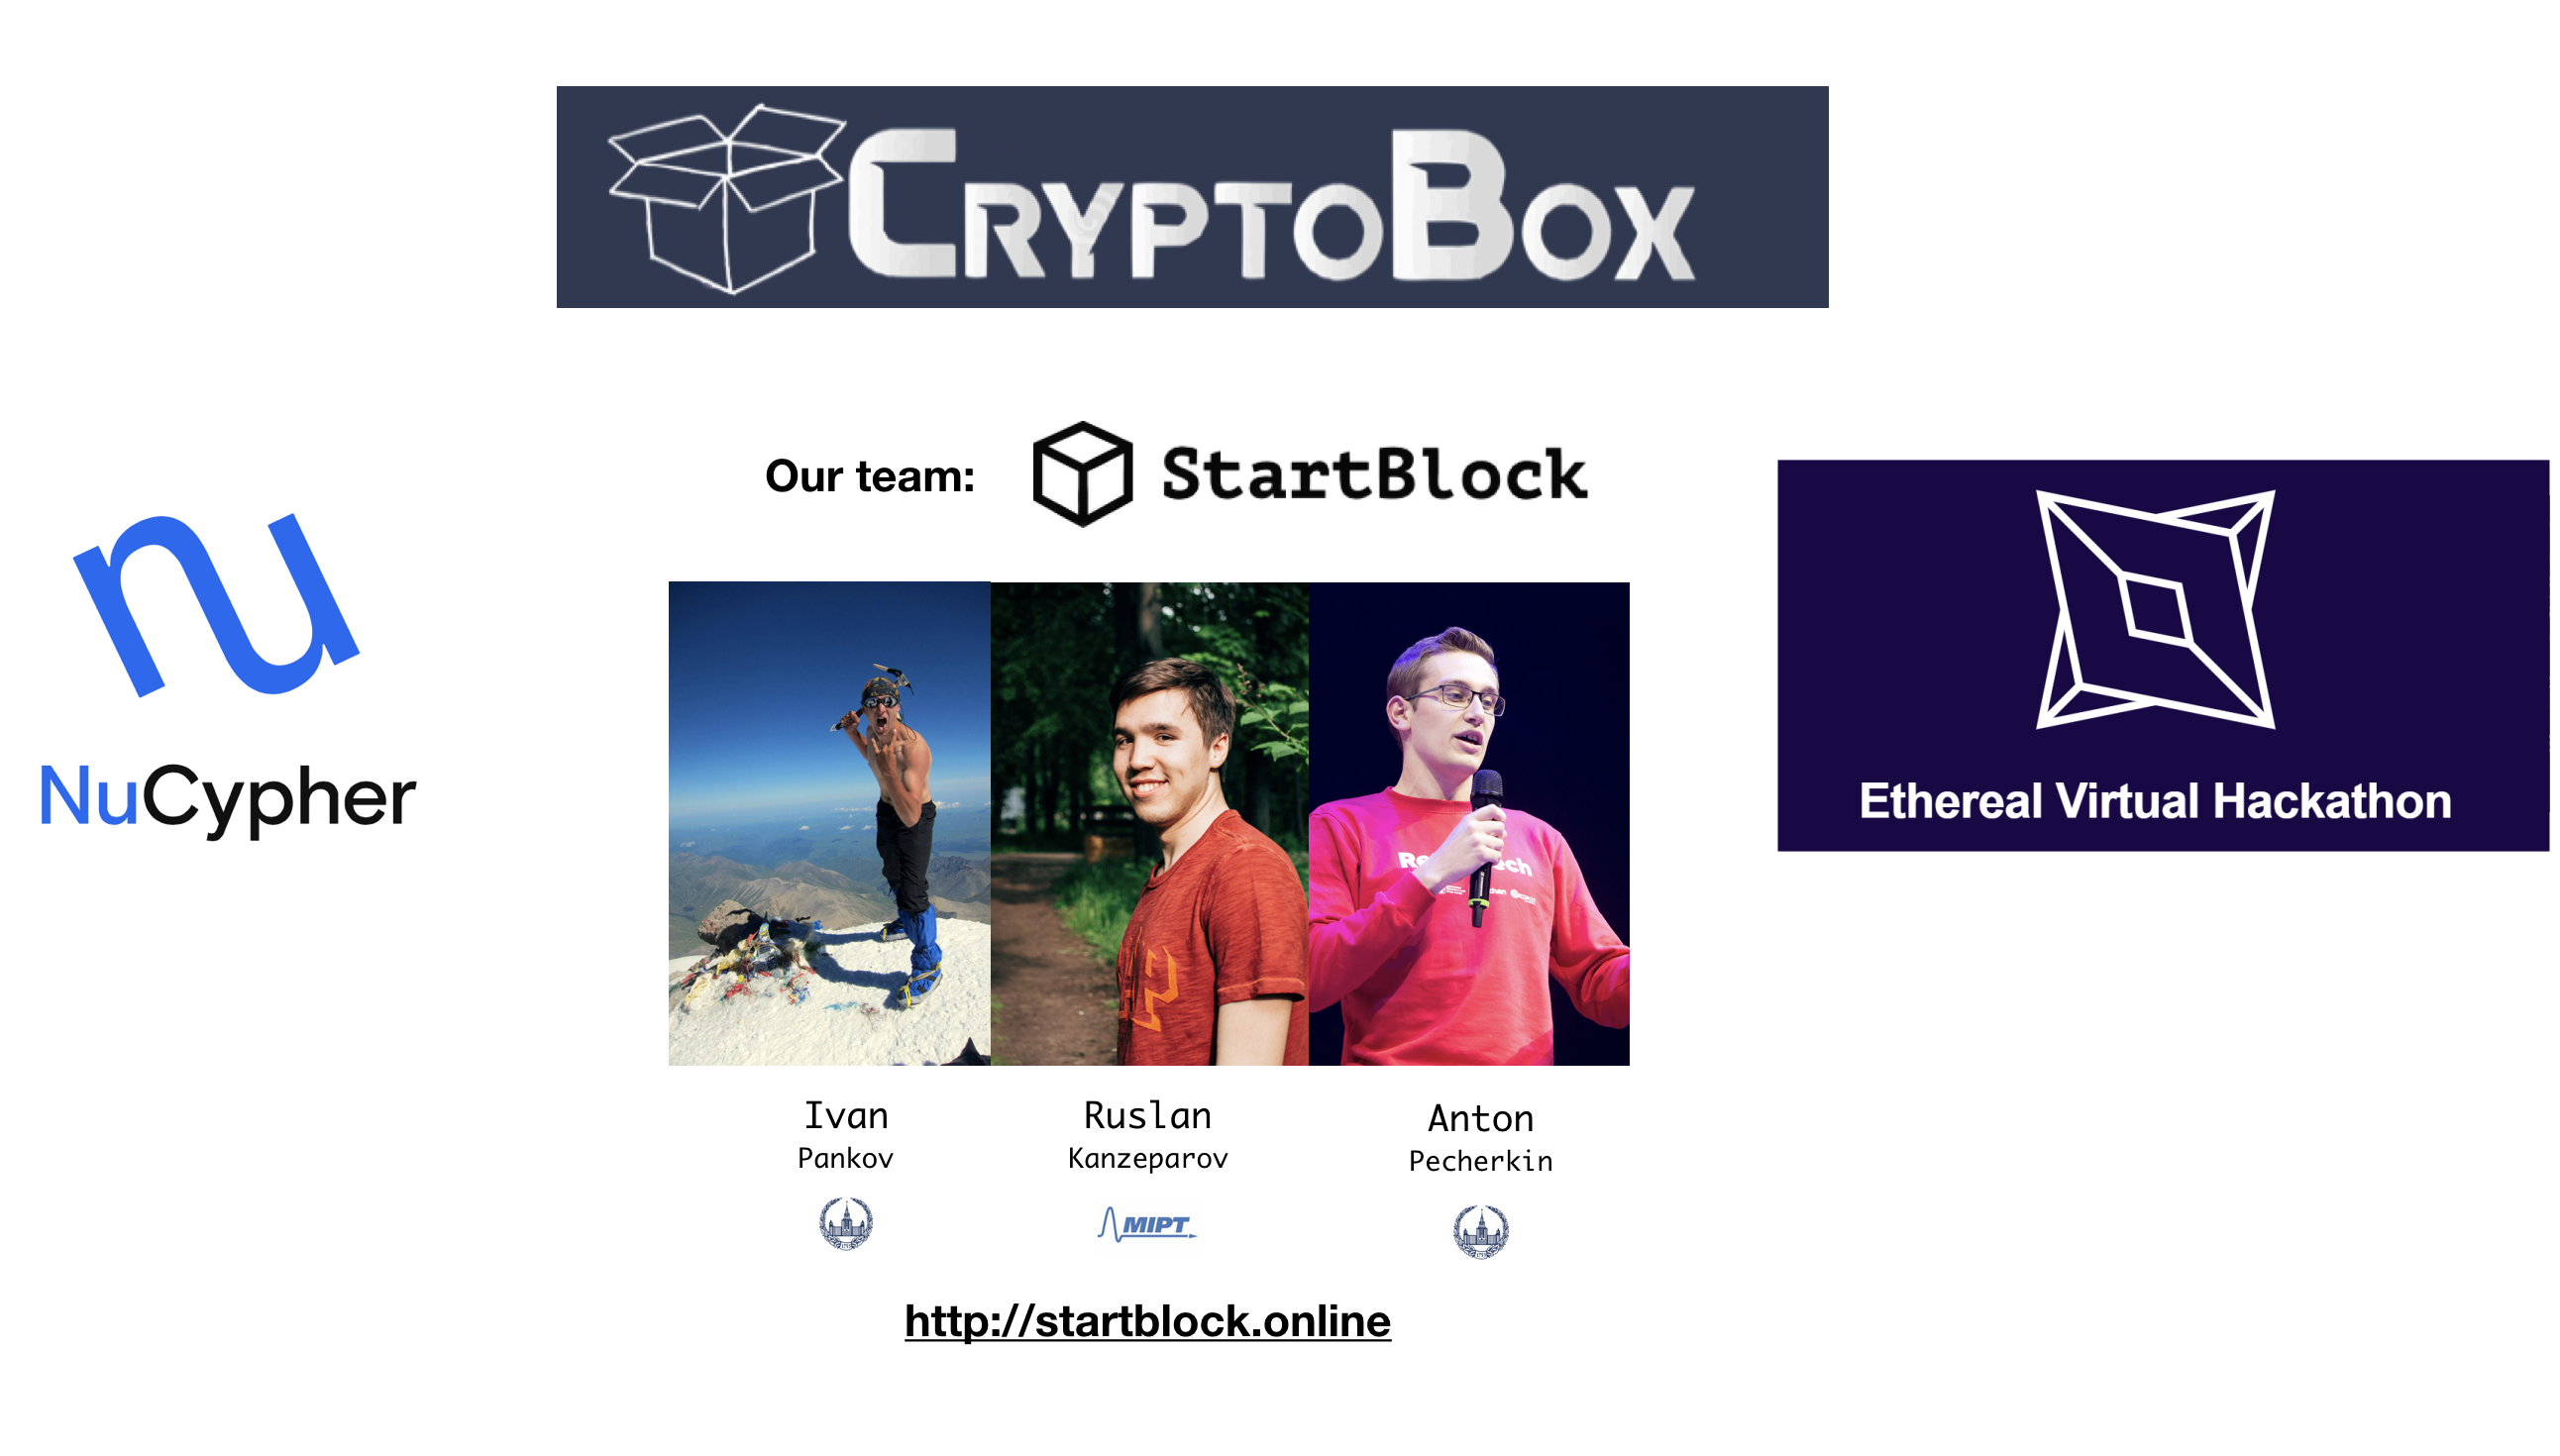 CRYPTOBOX
Our team: StartBlock
NuCypher
Ethereal Virtual Hackathon
Ivan
Pankov
Ruslan
Kanzeparov
Anton
Pecherkin
MIPT
http://startblock.online